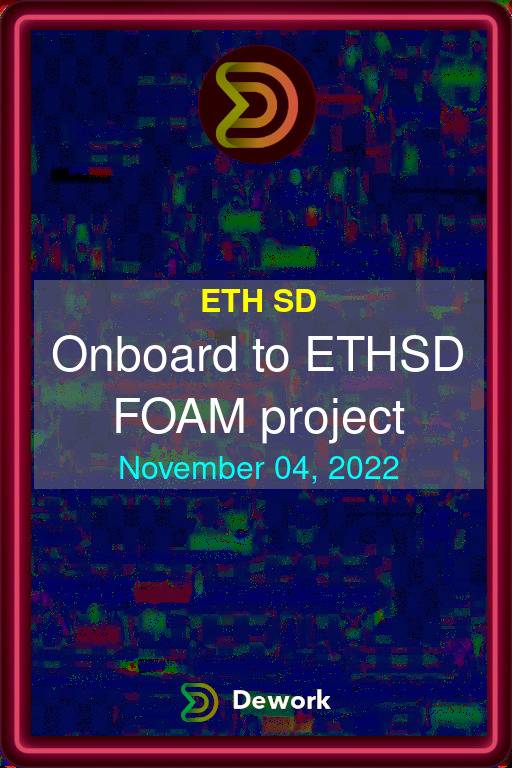 ETH SD
Onboard to ETHSD
FOAM project
November 04, 2022
Dework